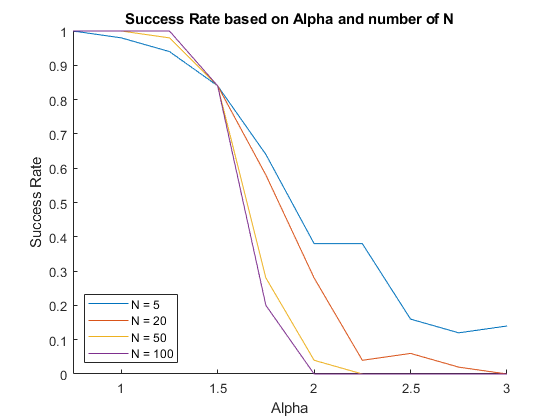 Success Rate based on Alpha and number of N
1
0.9
0.8
0.7
0.6
0.5
0.4
0.3
0.2
0.1
0
Success Rate
N = 5
N = 20
N = 50
N = 100
1 1.5 2 2.5 3
Alpha